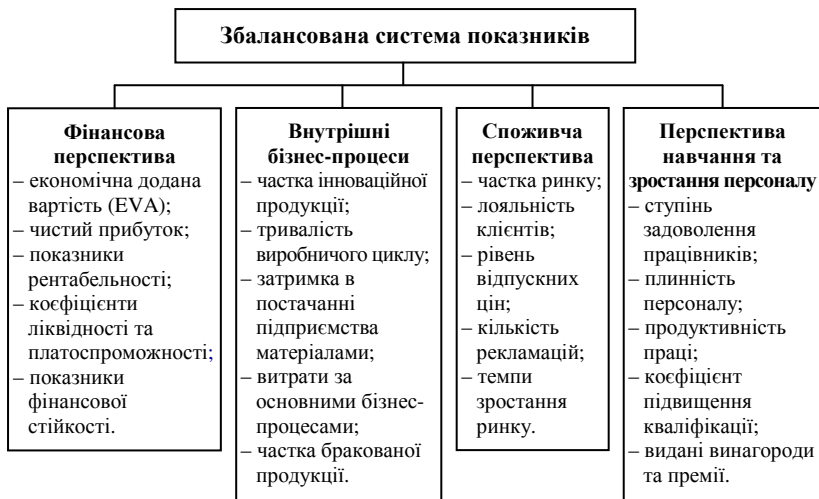 Збалансована система показників
Фінансова
перспектива
– економічна додана
вартість (EVA);
– чистий прибуток;
– показники
рентабельності;
– коефіцієнти
ліквідності та
платоспроможності;
– показники
фінансової
стійкості.
Внутрішні
бізнес-процеси
– частка інноваційної
продукції;
– тривалість
виробничого циклу;
– затримка в
постачанні
підприємства
матеріалами;
– витрати за
основними бізнес-
процесами;
– частка бракованої
продукції.
Споживча
перспектива
– частка ринку;
– лояльність
клієнтів;
– рівень
відпускних
цін;
– кількість
рекламацій;
– темпи
зростання
ринку.
Перспектива
навчання та
зростання персоналу
– ступінь
задоволення
працівників;
– плинність
персоналу;
– продуктивність
праці;
– коефіцієнт
підвищення
кваліфікації;
– видані винагороди
та премії.